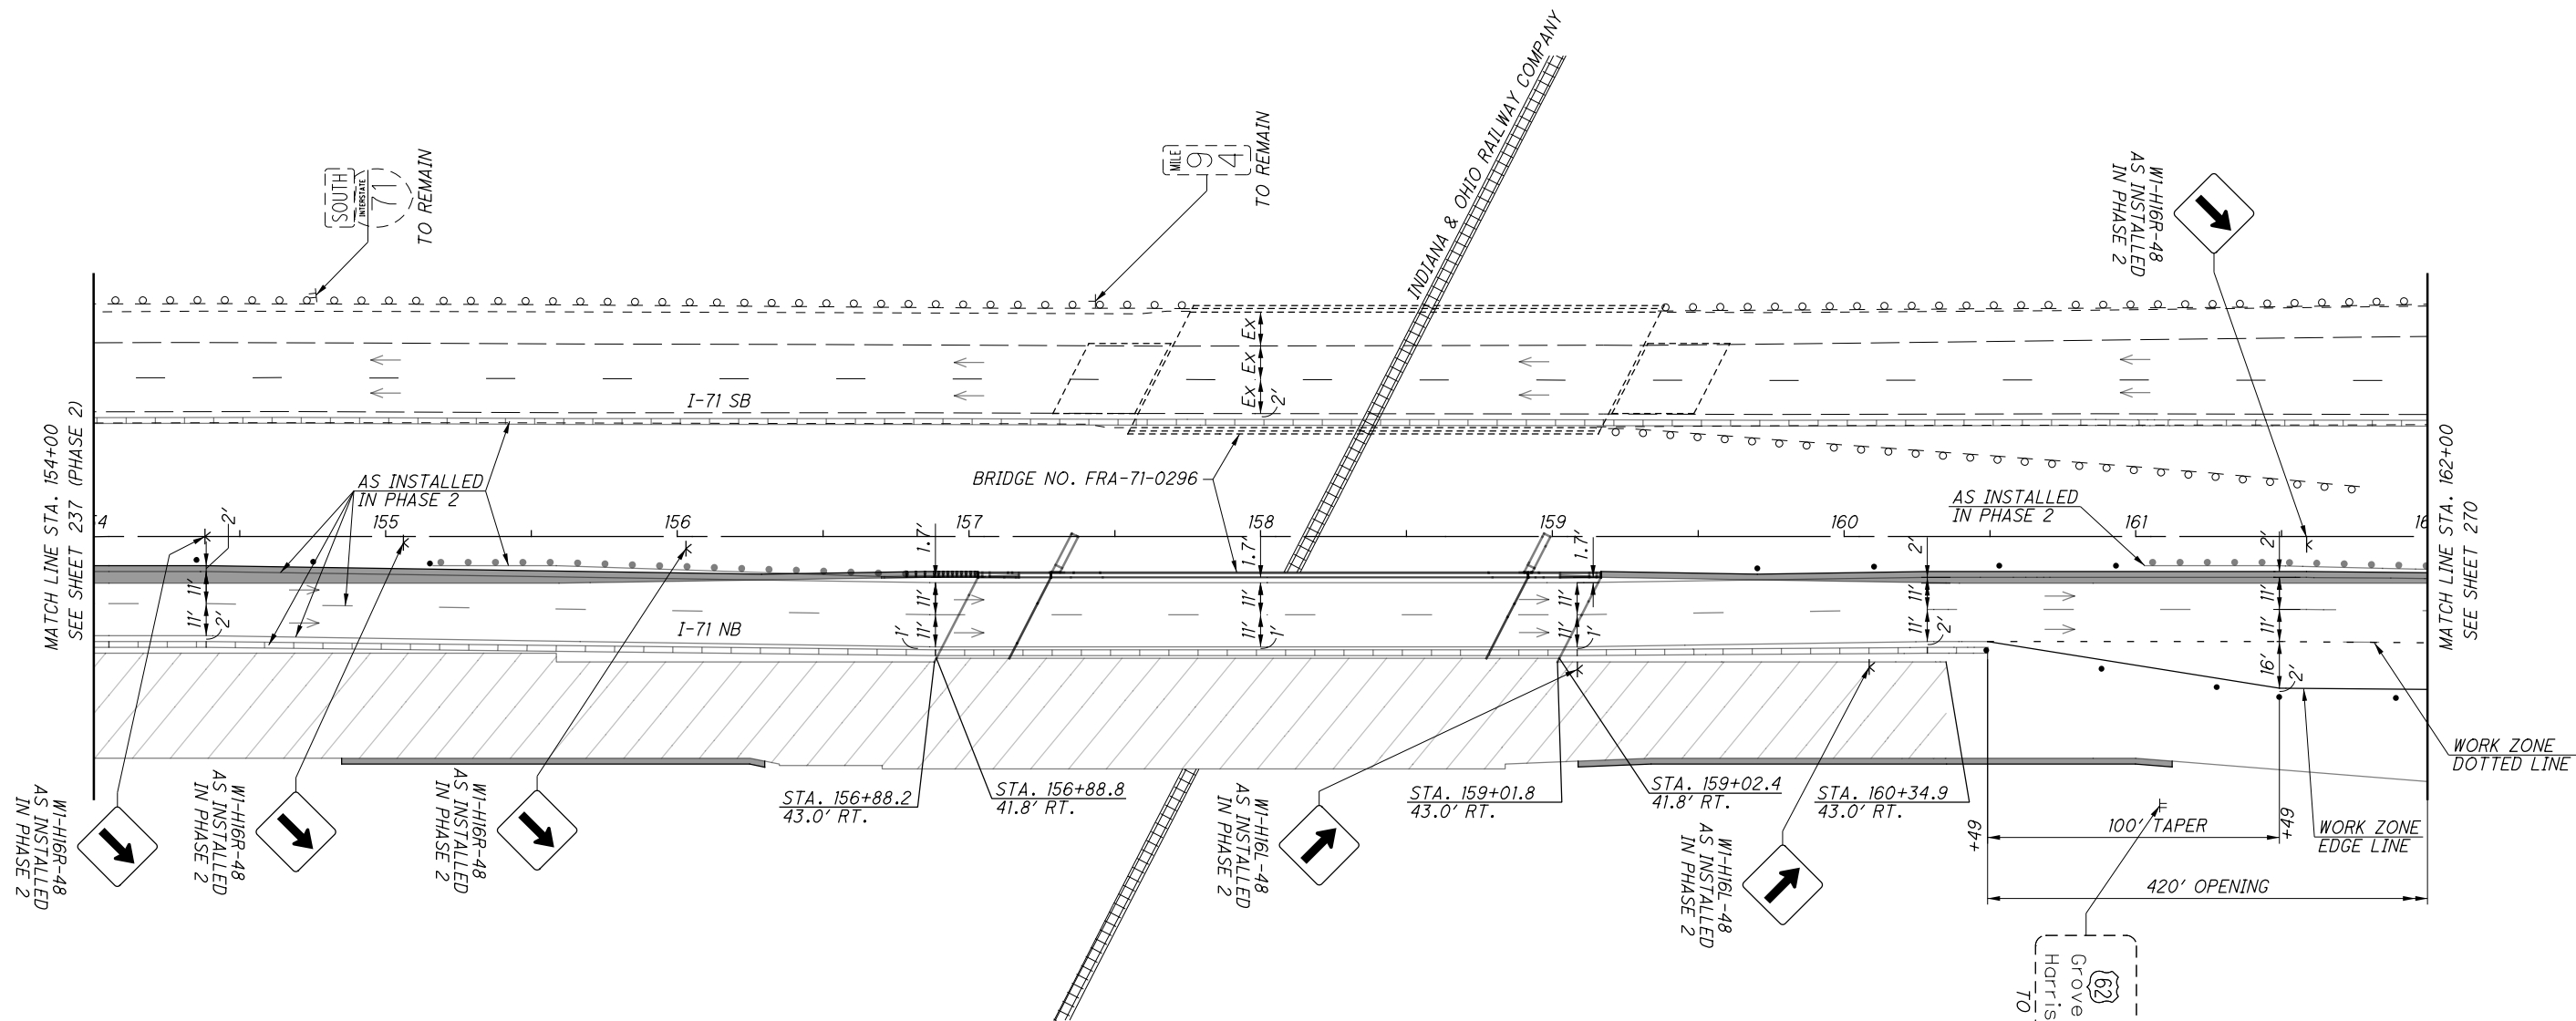 INDIANA & OHIO RAILWAY COMPANY
SOUTH
INTERSTATE
71
TO REMAIN
MILE
9
4
TO REMAIN
W1-H16R-48
AS INSTALLED
IN PHASE 2
MATCH LINE STA. 154+00
SEE SHEET 237 (PHASE 2)
I-71 SB
Ex
Ex
Ex
2'
BRIDGE NO. FRA-71-0296
AS INSTALLED
IN PHASE 2
AS INSTALLED
IN PHASE 2
MATCH LINE STA. 162+00
SEE SHEET 270
155
156
157
158
159
160
161
16
2'
11'
11'
2'
1.7'
11'
11'
1'
1.7'
11'
11'
1'
1.7'
11'
11'
1'
2'
11'
11'
2'
2'
11'
11'
16'
2'
I-71 NB
WORK ZONE
DOTTED LINE
WORK ZONE
EDGE LINE
STA. 156+88.2
43.0' RT.
STA. 156+88.8
41.8' RT.
STA. 159+01.8
43.0' RT.
STA. 159+02.4
41.8' RT.
STA. 160+34.9
43.0' RT.
+49
100' TAPER
+49
420' OPENING
W1-H16R-48
AS INSTALLED
IN PHASE 2
W1-H16R-48
AS INSTALLED
IN PHASE 2
W1-H16R-48
AS INSTALLED
IN PHASE 2
W1-H16L-48
AS INSTALLED
IN PHASE 2
W1-H16L-48
AS INSTALLED
IN PHASE 2
62
Grove
Harris
TO